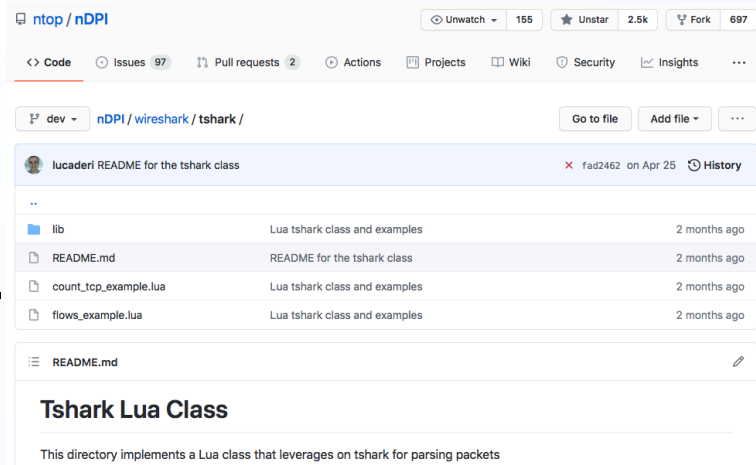 ntop / nDPI Unwatch 155 Unstar 2.5k Fork 697
Code Issues 97 Pull requests 2 Actions Projects Wiki Security Insights ...
dev nDPI / wireshark / tshark / Go to file Add file ...
lucaderi README for the tshark class fad2462 on Apr 25 History
..
lib Lua tshark class and examples 2 months ago
README.md README for the tshark class 2 months ago
count_tcp_example.lua Lua tshark class and examples 2 months ago
flows_example.lua Lua tshark class and examples 2 months ago
README.md
Tshark Lua Class
This directory implements a Lua class that leverages on tshark for parsing packets